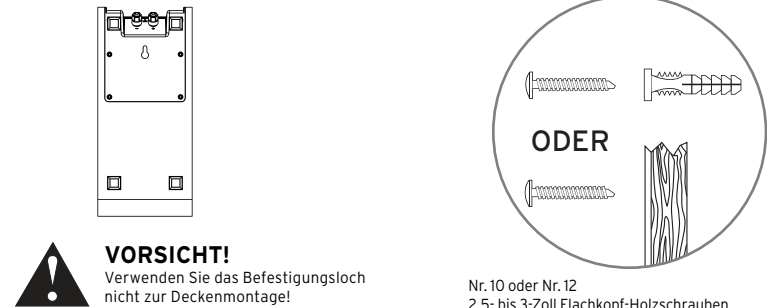 ODER
VORSICHT!
Verwenden Sie das Befestigungsloch
nicht zur Deckenmontage!
Nr. 10 oder Nr. 12
2,5- bis 3-Zoll Flachkopf-Holzschrauben